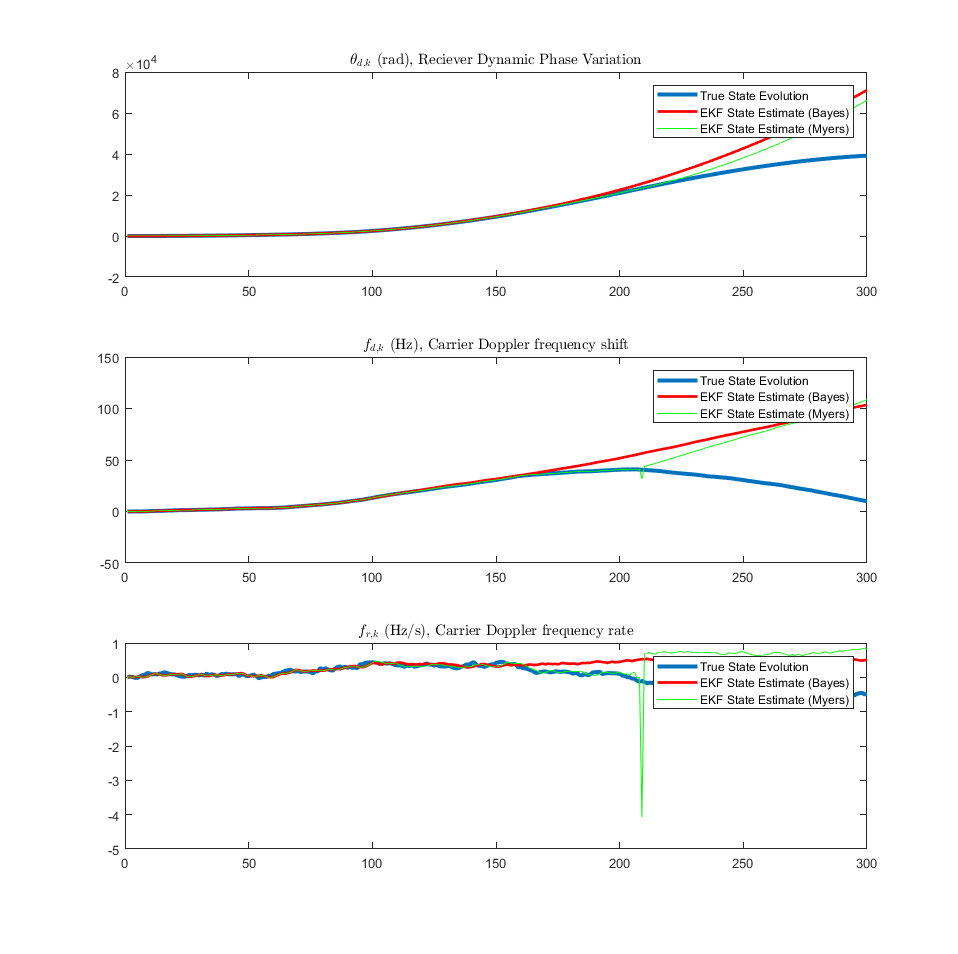 θd,k (rad), Reciever Dynamic Phase Variation
×10^4
8
6
4
2
0
-2
0 50 100 150 200 250 300
True State Evolution
EKF State Estimate (Bayes)
EKF State Estimate (Myers)
fd,k (Hz), Carrier Doppler frequency shift
150
100
50
0
-50
0 50 100 150 200 250 300
True State Evolution
EKF State Estimate (Bayes)
EKF State Estimate (Myers)
fr,k (Hz/s), Carrier Doppler frequency rate
1
0
-1
-2
-3
-4
-5
0 50 100 150 200 250 300
True State Evolution
EKF State Estimate (Bayes)
EKF State Estimate (Myers)